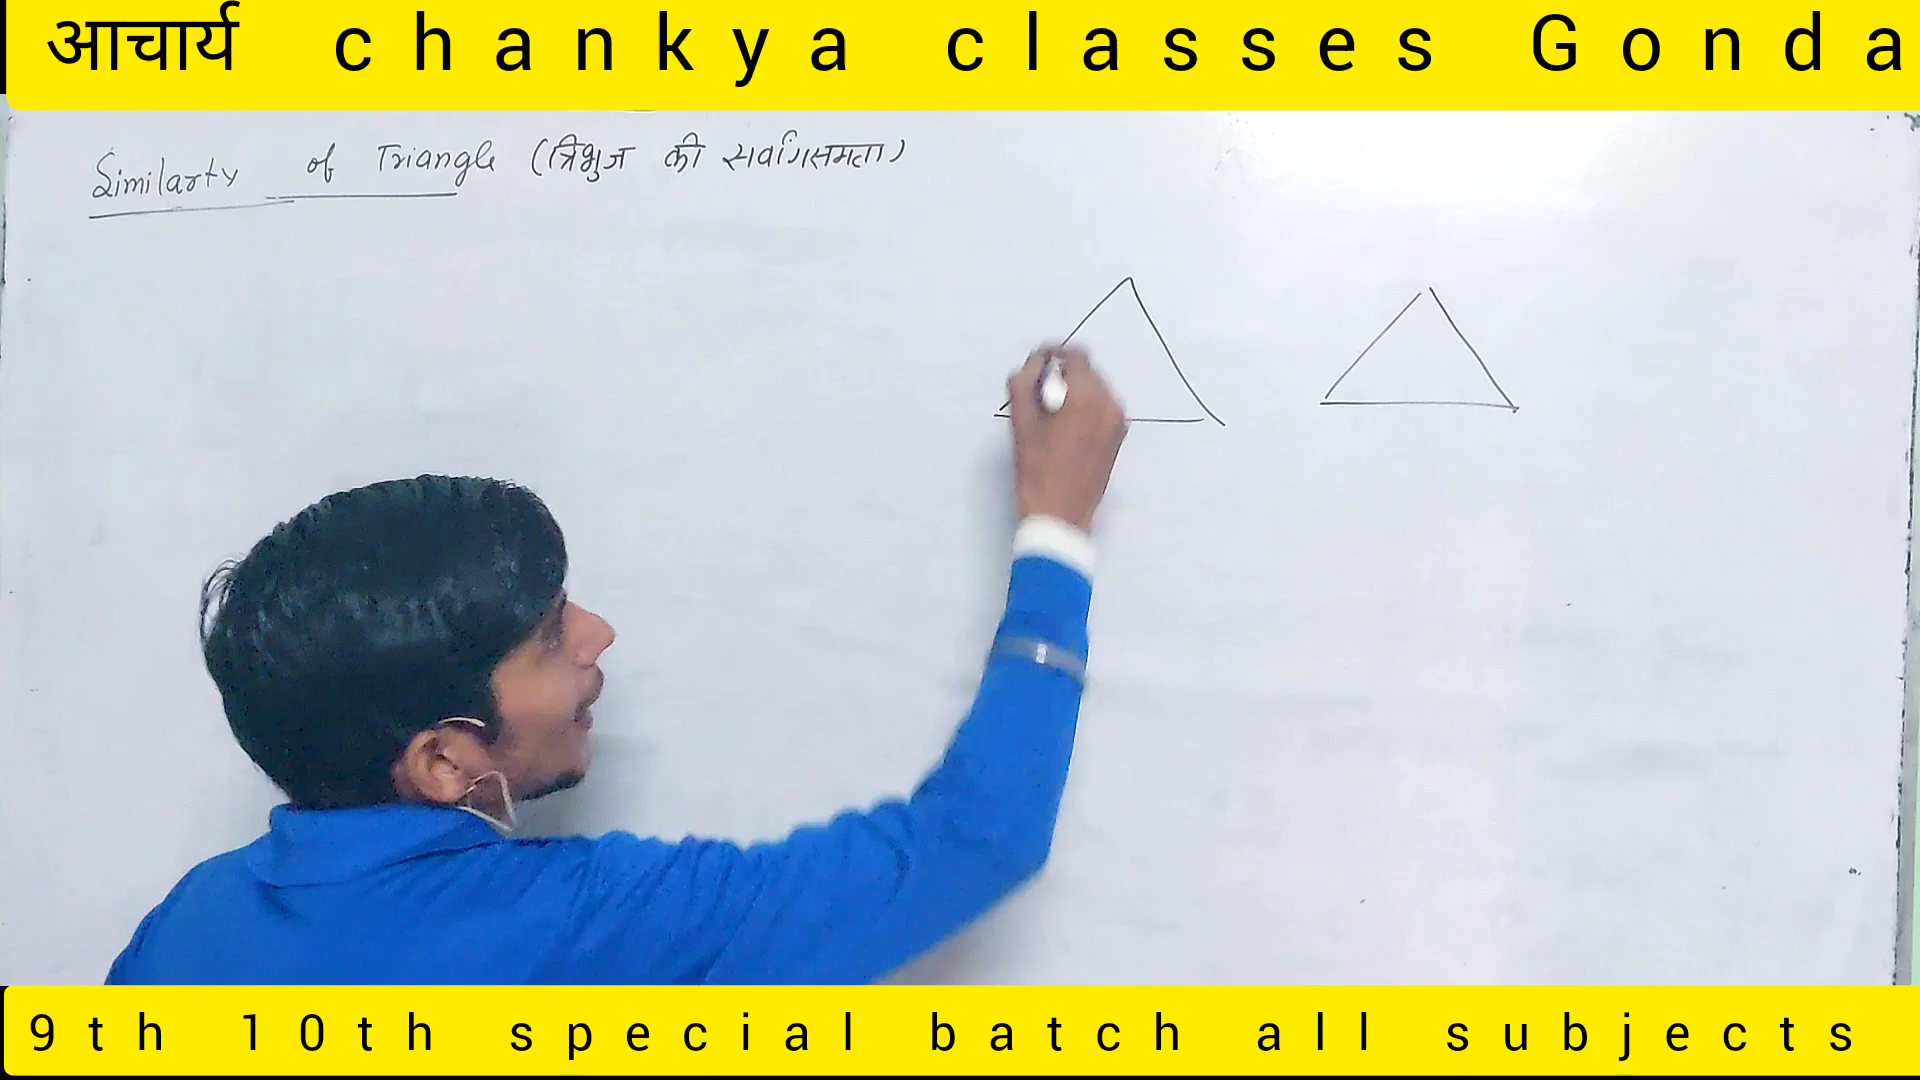 आचार्य chankya classes Gonda
Similarty of Triangle (त्रिभुज की सर्वागसमता)
9th 10th special batch all subjects